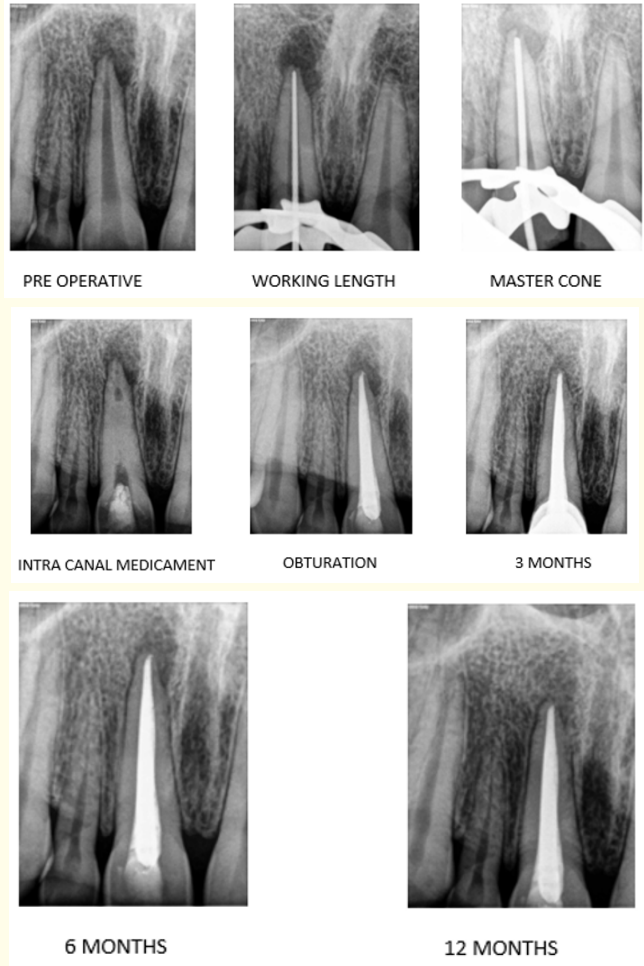 PRE OPERATIVE
WORKING LENGTH
MASTER CONE
INTRA CANAL MEDICAMENT
OBTURATION
3 MONTHS
6 MONTHS
12 MONTHS